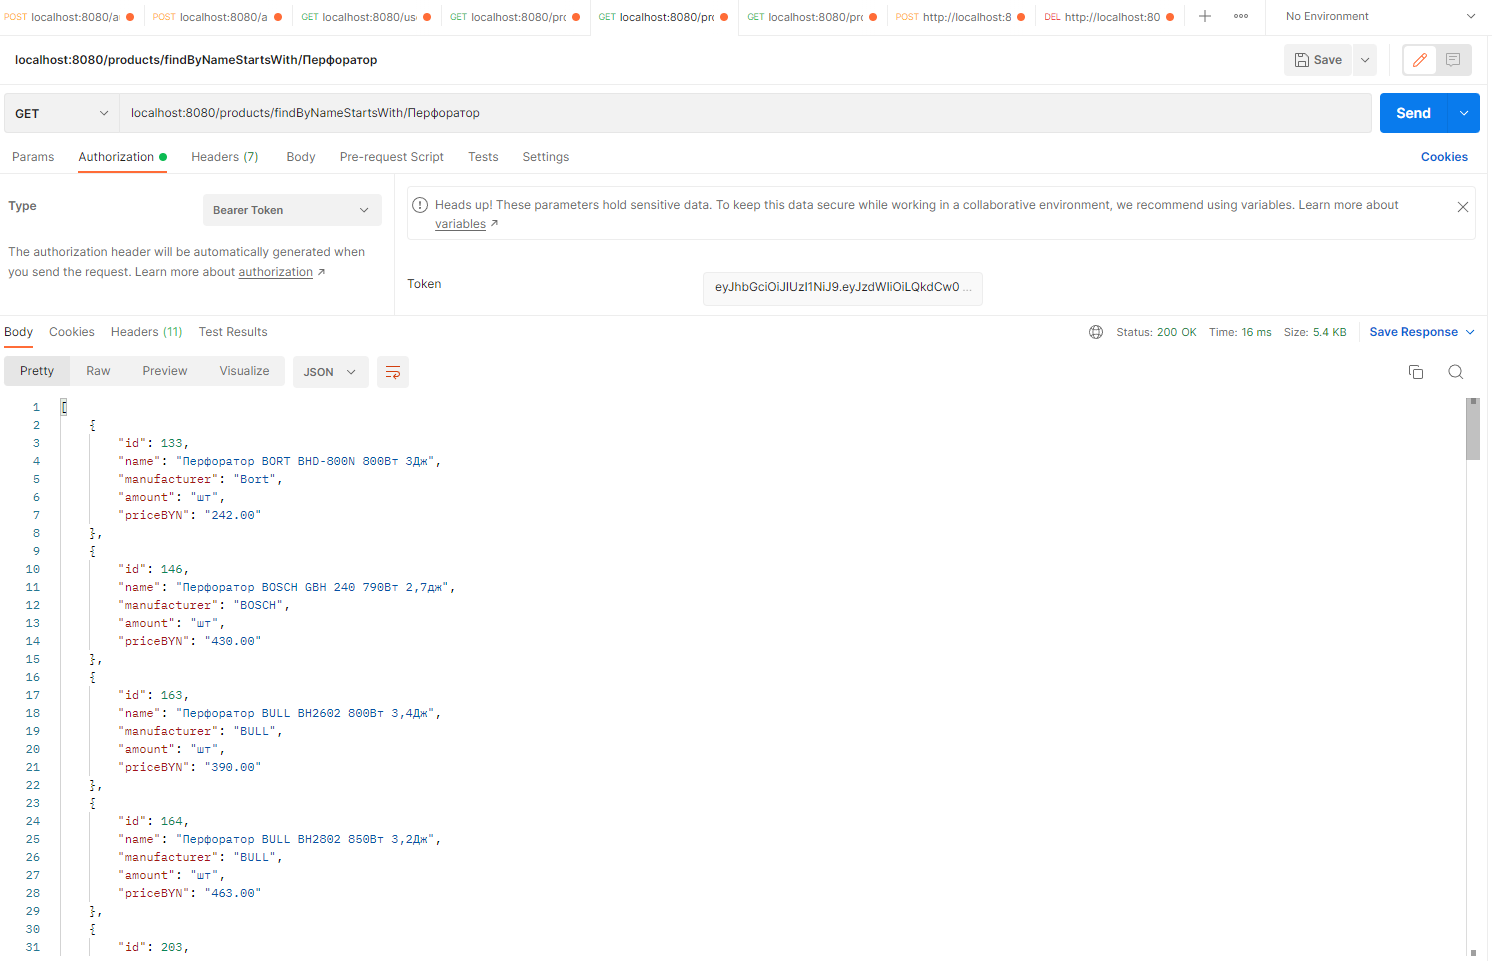 POST localhost:8080/a
POST localhost:8080/a
GET localhost:8080/us
GET localhost:8080/pro
GET localhost:8080/pr
GET localhost:8080/pro
POST http://localhost:8
DEL http://localhost:80
No Environment
localhost:8080/products/findByNameStartsWith/Перфоратор
Save
GET localhost:8080/products/findByNameStartsWith/Перфоратор
Send
Params Authorization Headers (7) Body Pre-request Script Tests Settings Cookies
Type Bearer Token
The authorization header will be automatically generated when
you send the request. Learn more about authorization ↗
Heads up! These parameters hold sensitive data. To keep this data secure while working in a collaborative environment, we recommend using variables. Learn more about
variables ↗
Token eyJhbGciOiJIUzI1NiJ9.eyJzdWIiOiLQkdCw0 ...
Body Cookies Headers (11) Test Results Status: 200 OK Time: 16 ms Size: 5.4 KB Save Response
Pretty Raw Preview Visualize JSON
1 [
2 {
3 "id": 133,
4 "name": "Перфоратор BORT BHD-800N 800Вт 3Дж",
5 "manufacturer": "Bort",
6 "amount": "шт",
7 "priceBYN": "242.00"
8 },
9 {
10 "id": 146,
11 "name": "Перфоратор BOSCH GBH 240 790Вт 2,7дж",
12 "manufacturer": "BOSCH",
13 "amount": "шт",
14 "priceBYN": "430.00"
15 },
16 {
17 "id": 163,
18 "name": "Перфоратор BULL BH2602 800Вт 3,4Дж",
19 "manufacturer": "BULL",
20 "amount": "шт",
21 "priceBYN": "390.00"
22 },
23 {
24 "id": 164,
25 "name": "Перфоратор BULL BH2802 850Вт 3,2Дж",
26 "manufacturer": "BULL",
27 "amount": "шт",
28 "priceBYN": "463.00"
29 },
30 {
31 "id": 203,